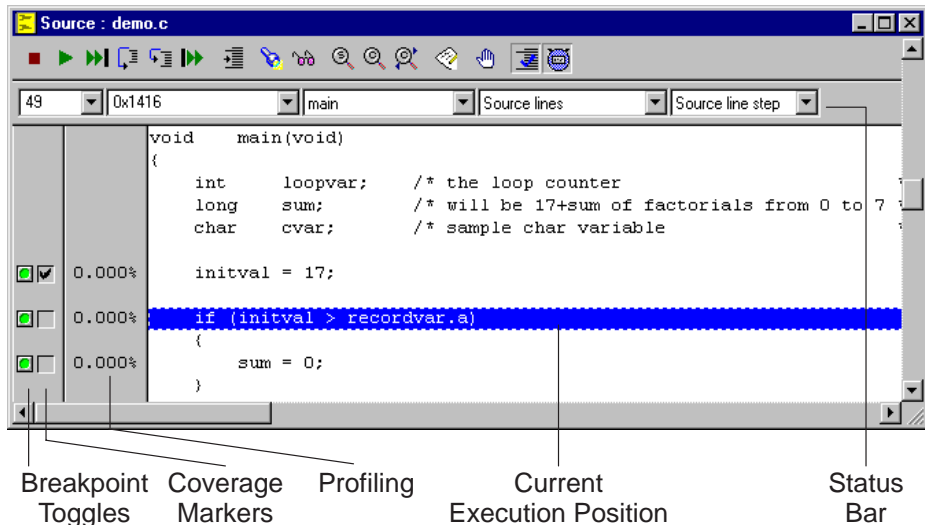 Source : demo.c
49 0x1416 main Source lines Source line step
void main(void)
{
int loopvar; /* the loop counter
long sum; /* will be 17+sum of factorials from 0 to 7
char cvar; /* sample char variable
0.000% initval = 17;
0.000% if (initval > recordvar.a)
{
0.000% sum = 0;
}
Breakpoint Toggles
Coverage Markers
Profiling
Current Execution Position
Status Bar